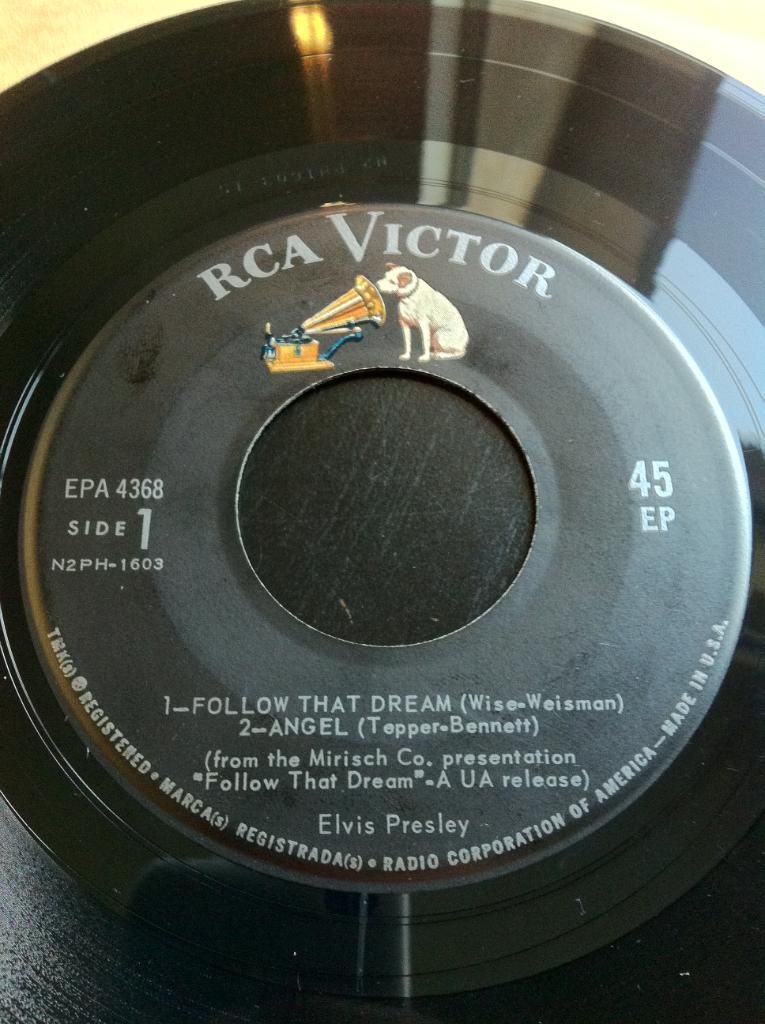 RCA VICTOR
EPA 4368
SIDE 1
N2PH-1603
45
EP
1—FOLLOW THAT DREAM (Wise-Weisman)
2—ANGEL (Tepper-Bennett)
(from the Mirisch Co. presentation
"Follow That Dream"-A UA release)
Elvis Presley
TMK(s) ® REGISTERED • MARCA(s) REGISTRADA(s) • RADIO CORPORATION OF AMERICA—MADE IN U.S.A.